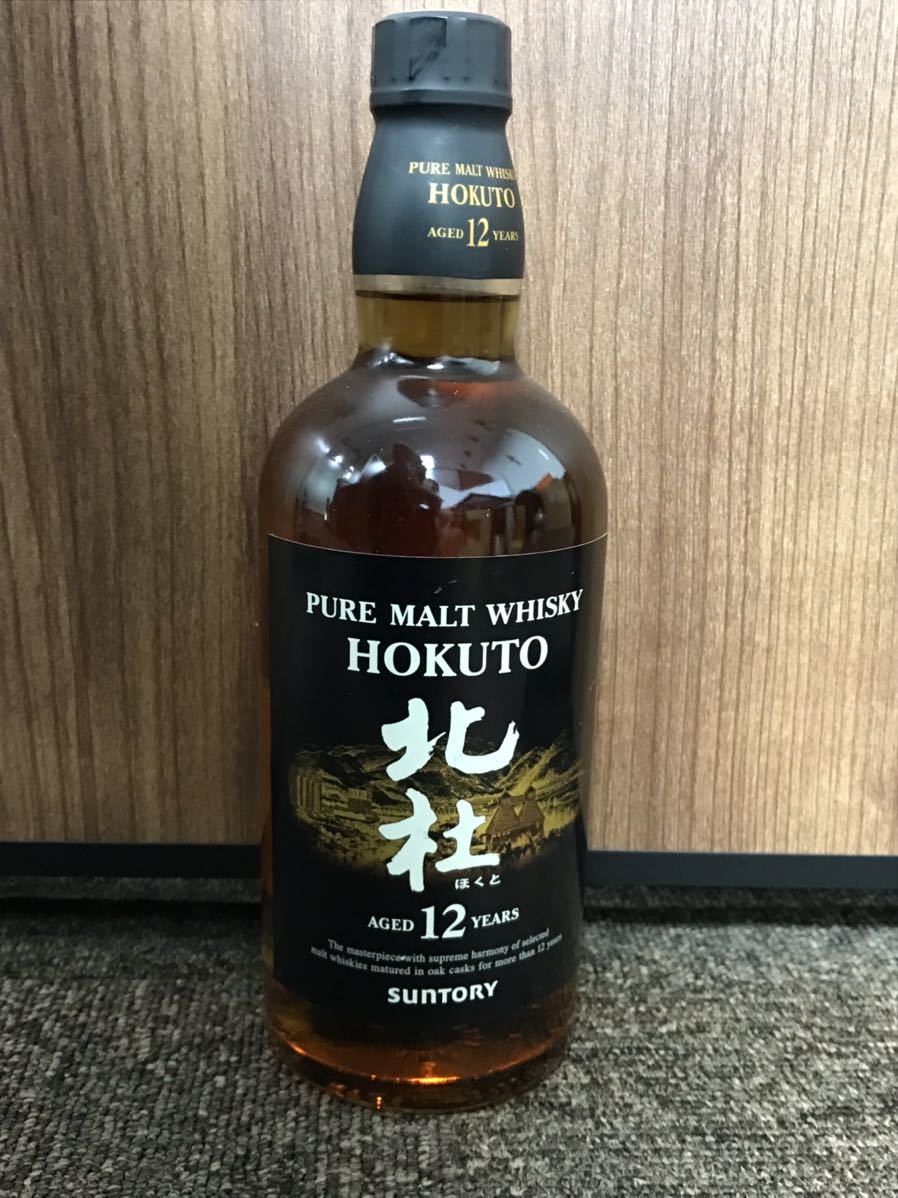 PURE MALT WHISKY
HOKUTO
AGED 12 YEARS
PURE MALT WHISKY
HOKUTO
北杜
ほくと
AGED 12 YEARS
The masterpiece with supreme harmony of selected
malt whiskies matured in oak casks for more than 12 years
SUNTORY